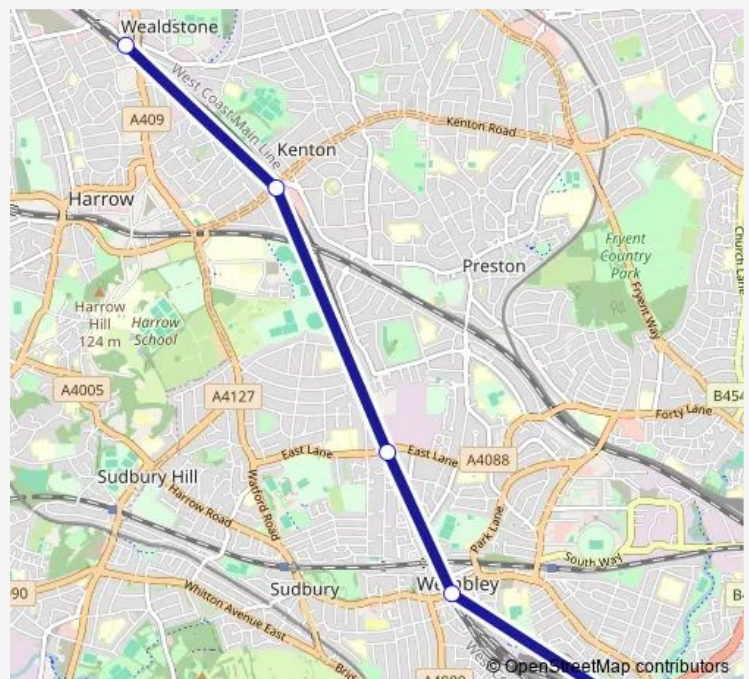 Wealdstone
West Coast Main Line
A409
Kenton Road
Kenton
Harrow
Church Lane
Preston
Fryent
Country
Park
Harrow
Hill
124 m
Harrow
School
Fryent Way
A4005
A4127
B454
Forty Lane
East Lane
East Lane
A4088
Sudbury Hill
Watford Road
Harrow Road
Park Lane
South Way
Sudbury
Wembley
90
Whitton Avenue East
© OpenStreetMap contributors